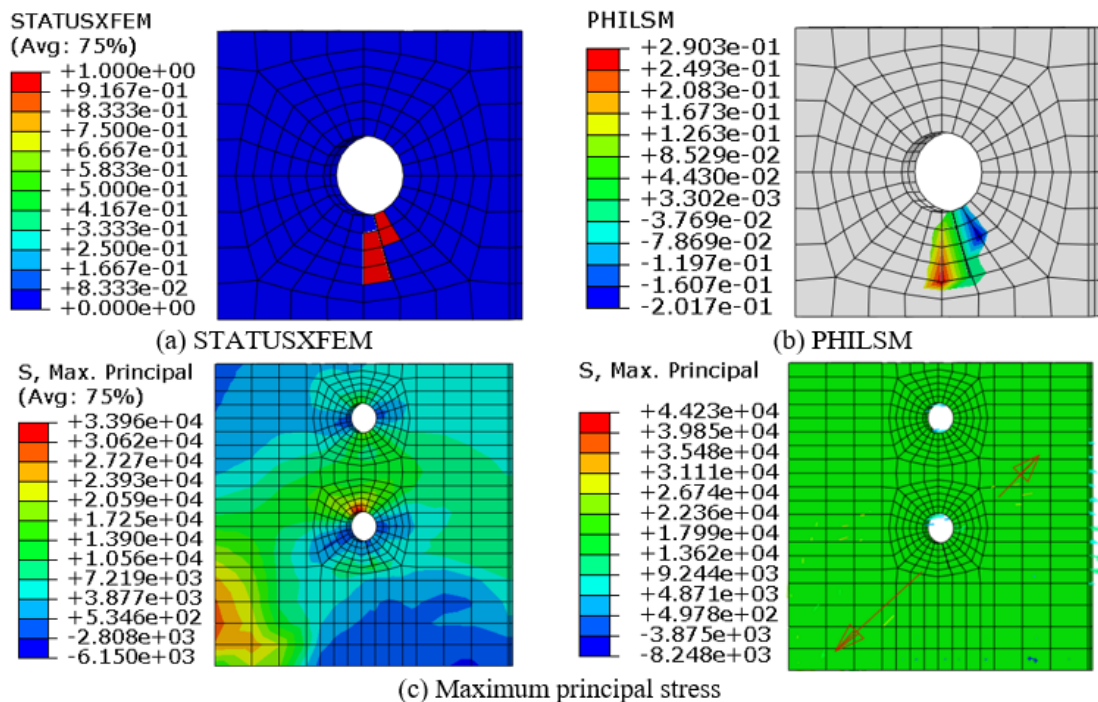 STATUSXFEM
(Avg: 75%)
+1.000e+00
+9.167e-01
+8.333e-01
+7.500e-01
+6.667e-01
+5.833e-01
+5.000e-01
+4.167e-01
+3.333e-01
+2.500e-01
+1.667e-01
+8.333e-02
+0.000e+00
PHILSM
+2.903e-01
+2.493e-01
+2.083e-01
+1.673e-01
+1.263e-01
+8.529e-02
+4.430e-02
+3.302e-03
-3.769e-02
-7.869e-02
-1.197e-01
-1.607e-01
-2.017e-01
(a) STATUSXFEM
(b) PHILSM
S, Max. Principal
(Avg: 75%)
+3.396e+04
+3.062e+04
+2.727e+04
+2.393e+04
+2.059e+04
+1.725e+04
+1.390e+04
+1.056e+04
+7.219e+03
+3.877e+03
+5.346e+02
-2.808e+03
-6.150e+03
S, Max. Principal
+4.423e+04
+3.985e+04
+3.548e+04
+3.111e+04
+2.674e+04
+2.236e+04
+1.799e+04
+1.362e+04
+9.244e+03
+4.871e+03
+4.978e+02
-3.875e+03
-8.248e+03
(c) Maximum principal stress